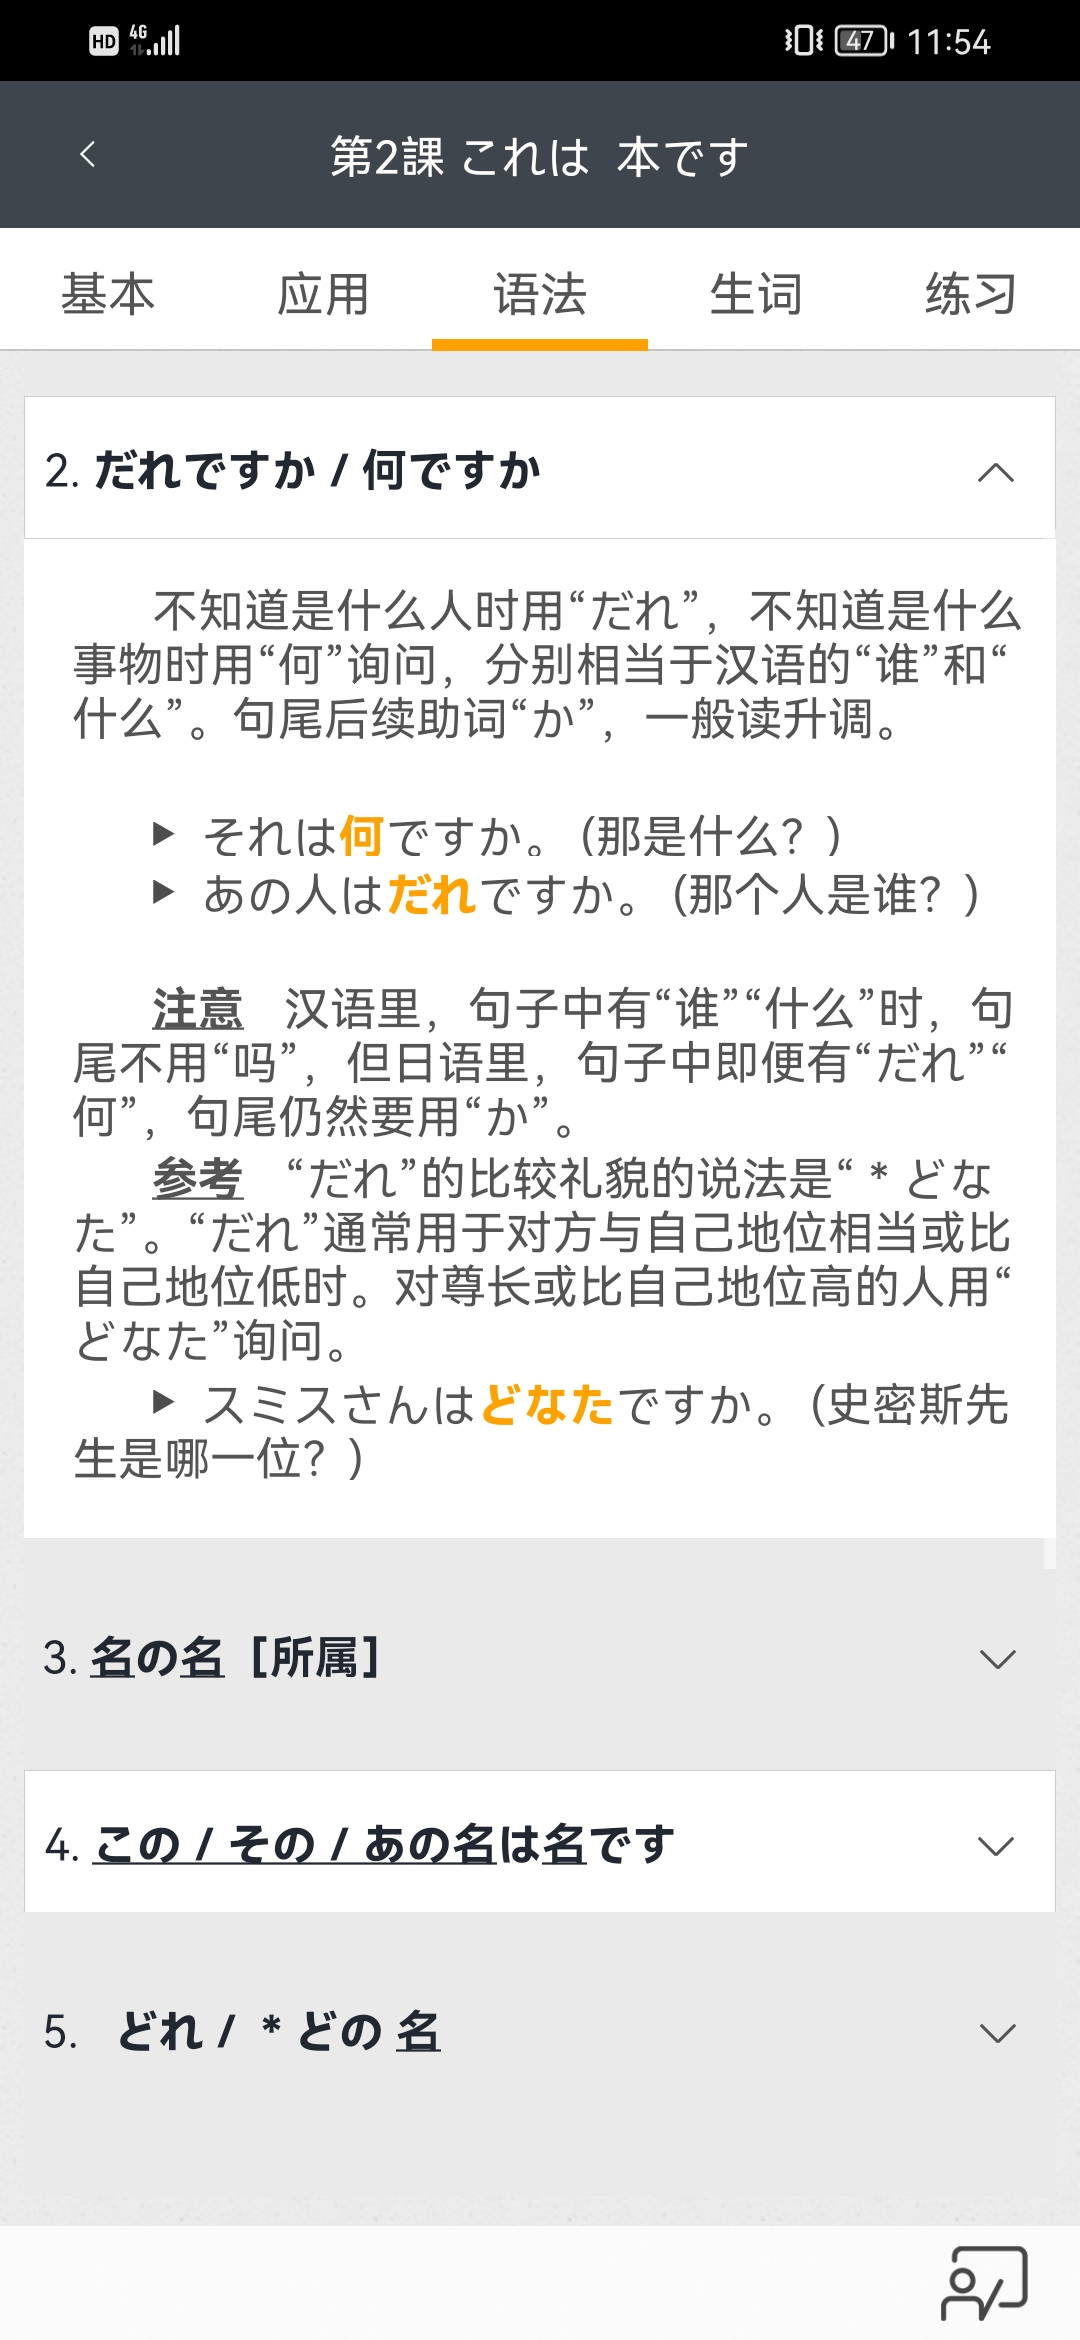 HD 4G 47 11:54
第2課 これは 本です
基本 应用 语法 生词 练习
2. だれですか / 何ですか
不知道是什么人时用“だれ”，不知道是什么
事物时用“何”询问，分别相当于汉语的“谁”和“
什么”。句尾后续助词“か”，一般读升调。
▶ それは何ですか。（那是什么？）
▶ あの人はだれですか。（那个人是谁？）
注意 汉语里，句子中有“谁”“什么”时，句
尾不用“吗”，但日语里，句子中即便有“だれ”“
何”，句尾仍然要用“か”。
参考 “だれ”的比较礼貌的说法是“＊どな
た”。“だれ”通常用于对方与自己地位相当或比
自己地位低时。对尊长或比自己地位高的人用“
どなた”询问。
▶ スミスさんはどなたですか。（史密斯先
生是哪一位？）
3. 名の名［所属］
4. この / その / あの名は名です
5. どれ / ＊どの 名